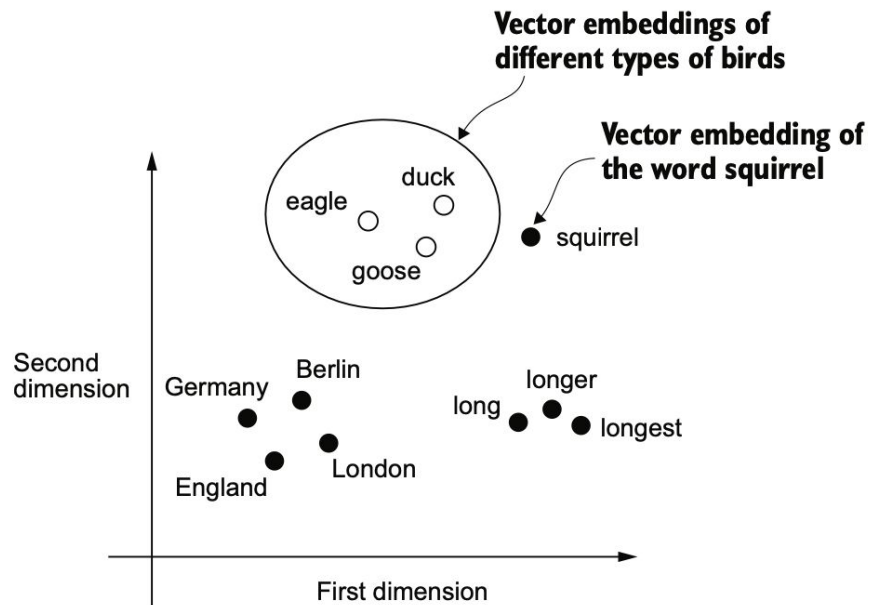 Vector embeddings of
different types of birds
Vector embedding of
the word squirrel
duck
eagle
squirrel
goose
Second
dimension
Berlin
Germany
longer
long
longest
London
England
First dimension